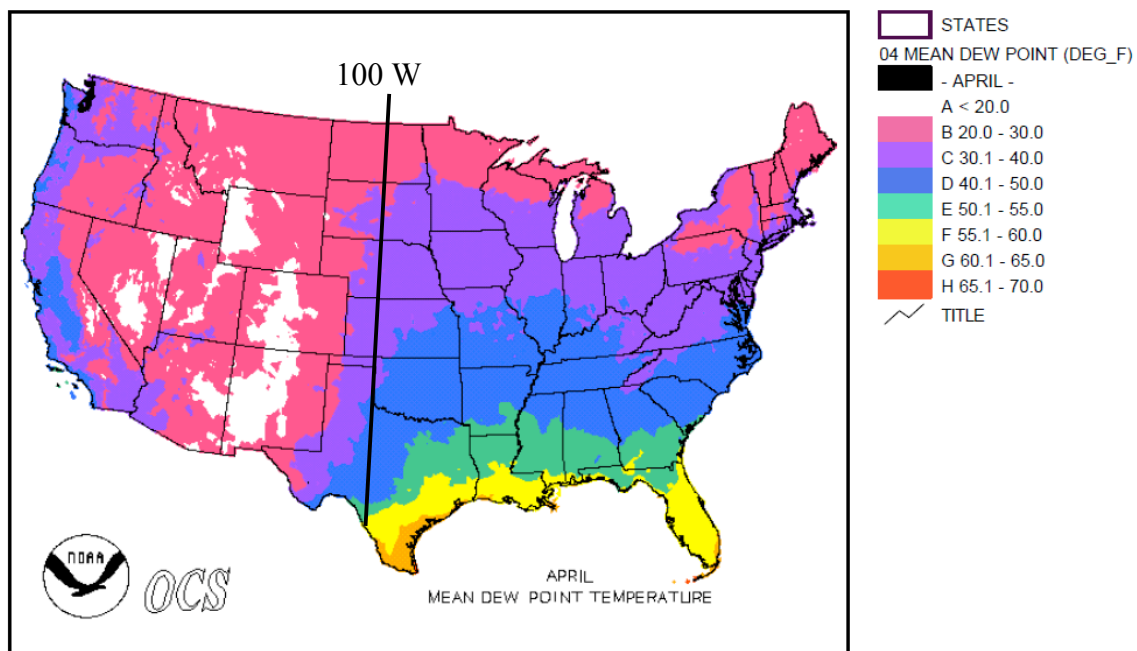 100 W
NOAA
OCS
APRIL
MEAN DEW POINT TEMPERATURE
STATES
04 MEAN DEW POINT (DEG_F)
- APRIL -
A < 20.0
B 20.0 - 30.0
C 30.1 - 40.0
D 40.1 - 50.0
E 50.1 - 55.0
F 55.1 - 60.0
G 60.1 - 65.0
H 65.1 - 70.0
TITLE